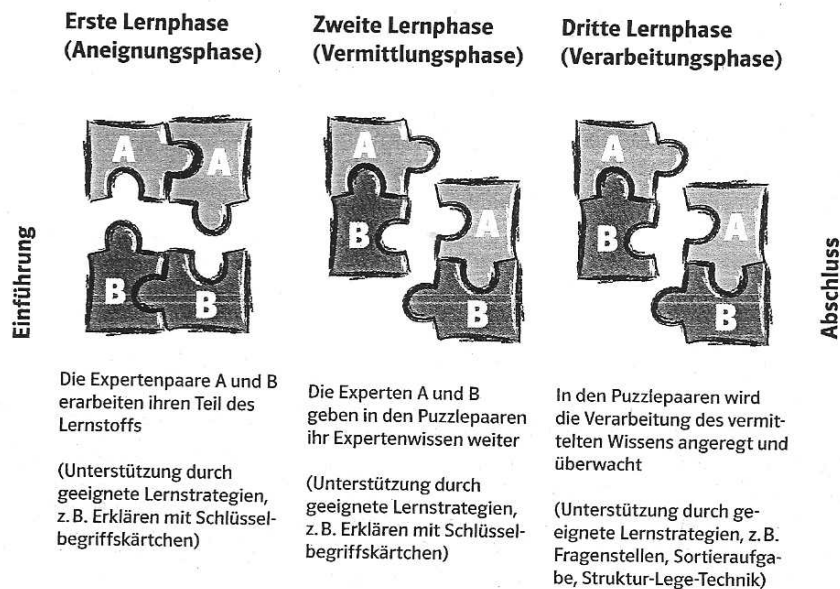 Einführung
Erste Lernphase
(Aneignungsphase)
A
A
B
B
Die Expertenpaare A und B
erarbeiten ihren Teil des
Lernstoffs
(Unterstützung durch
geeignete Lernstrategien,
z.B. Erklären mit Schlüssel-
begriffskärtchen)
Zweite Lernphase
(Vermittlungsphase)
A
B
A
B
Die Experten A und B
geben in den Puzzlepaaren
ihr Expertenwissen weiter
(Unterstützung durch
geeignete Lernstrategien,
z.B. Erklären mit Schlüssel-
begriffskärtchen)
Dritte Lernphase
(Verarbeitungsphase)
A
B
A
B
In den Puzzlepaaren wird
die Verarbeitung des vermit-
telten Wissens angeregt und
überwacht
(Unterstützung durch ge-
eignete Lernstrategien, z.B.
Fragenstellen, Sortieraufga-
be, Struktur-Lege-Technik)
Abschluss